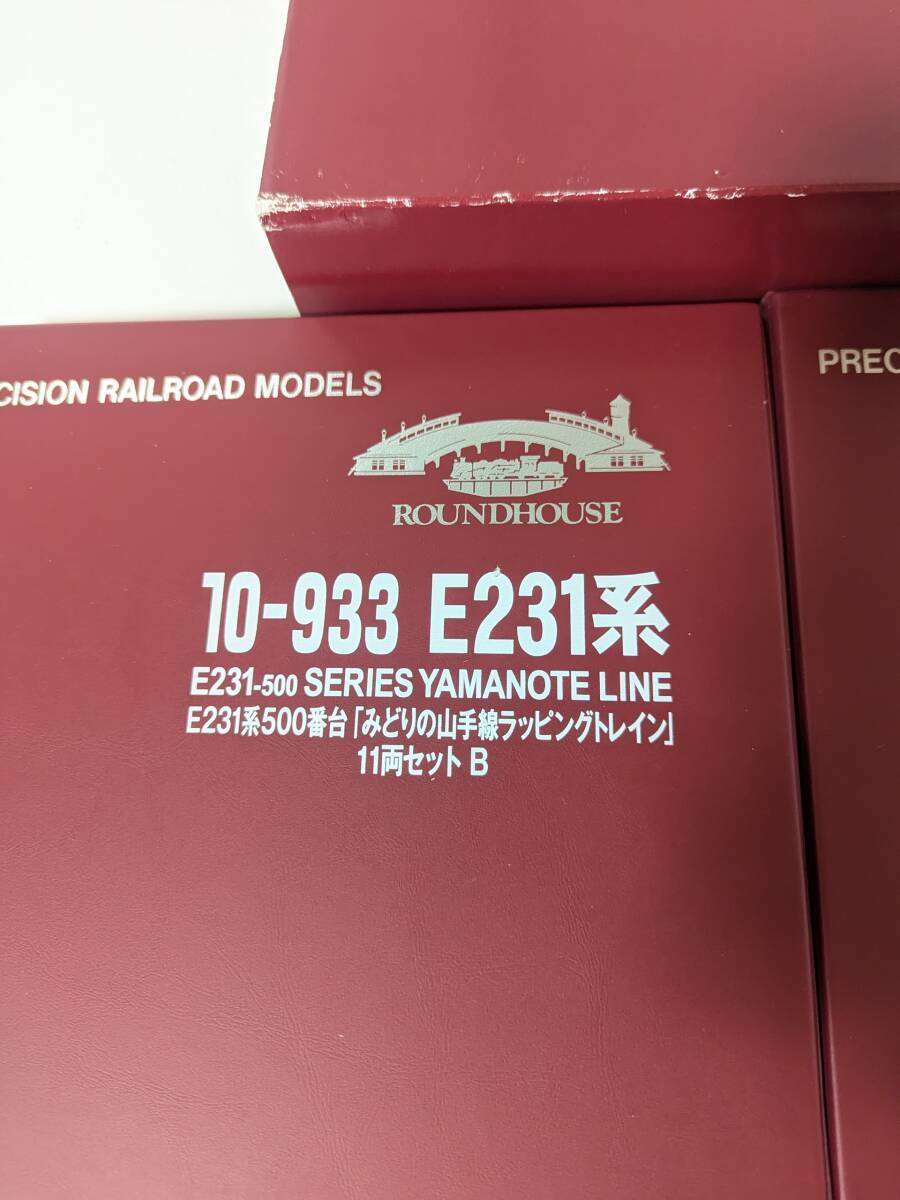 CISION RAILROAD MODELS
PREC
ROUNDHOUSE
10-933 E231系
E231-500 SERIES YAMANOTE LINE
E231系500番台「みどりの山手線ラッピングトレイン」
11両セット B